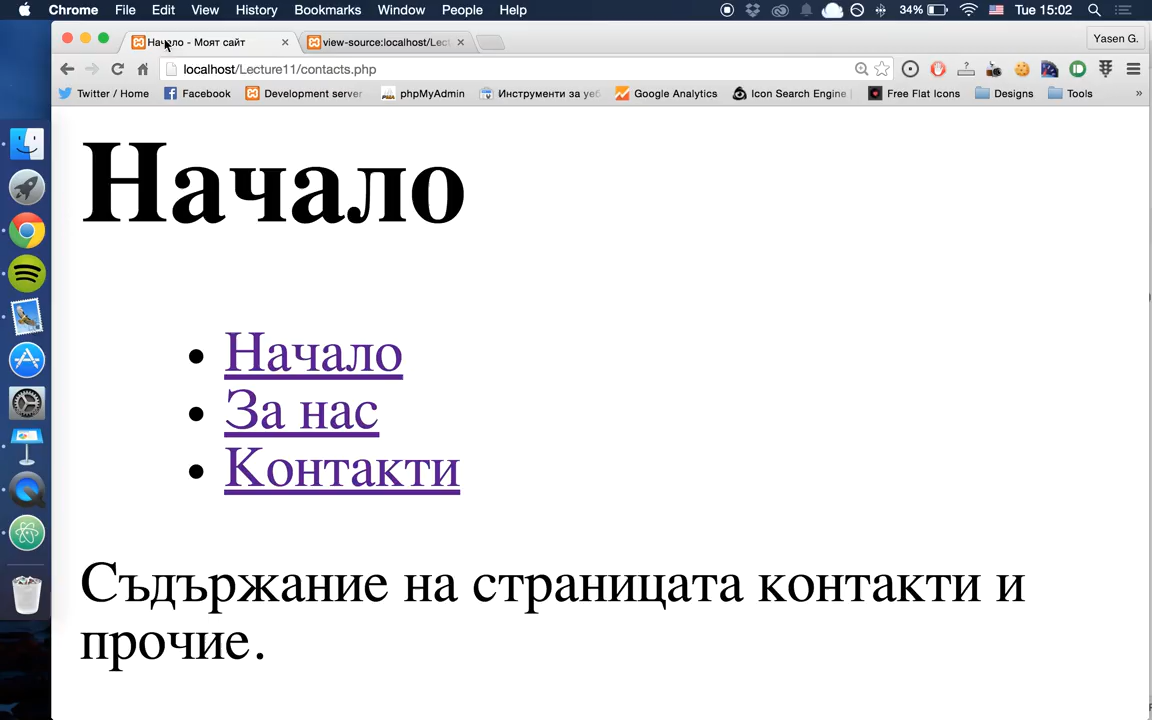 Chrome File Edit View History Bookmarks Window People Help 34% Tue 15:02
Начало - Моят сайт view-source:localhost/Lect Yasen G.
localhost/Lecture11/contacts.php
Twitter / Home Facebook Development server phpMyAdmin Инструменти за уеб Google Analytics Icon Search Engine Free Flat Icons Designs Tools »
Начало
• Начало
• За нас
• Контакти
Съдържание на страницата контакти и
прочие.